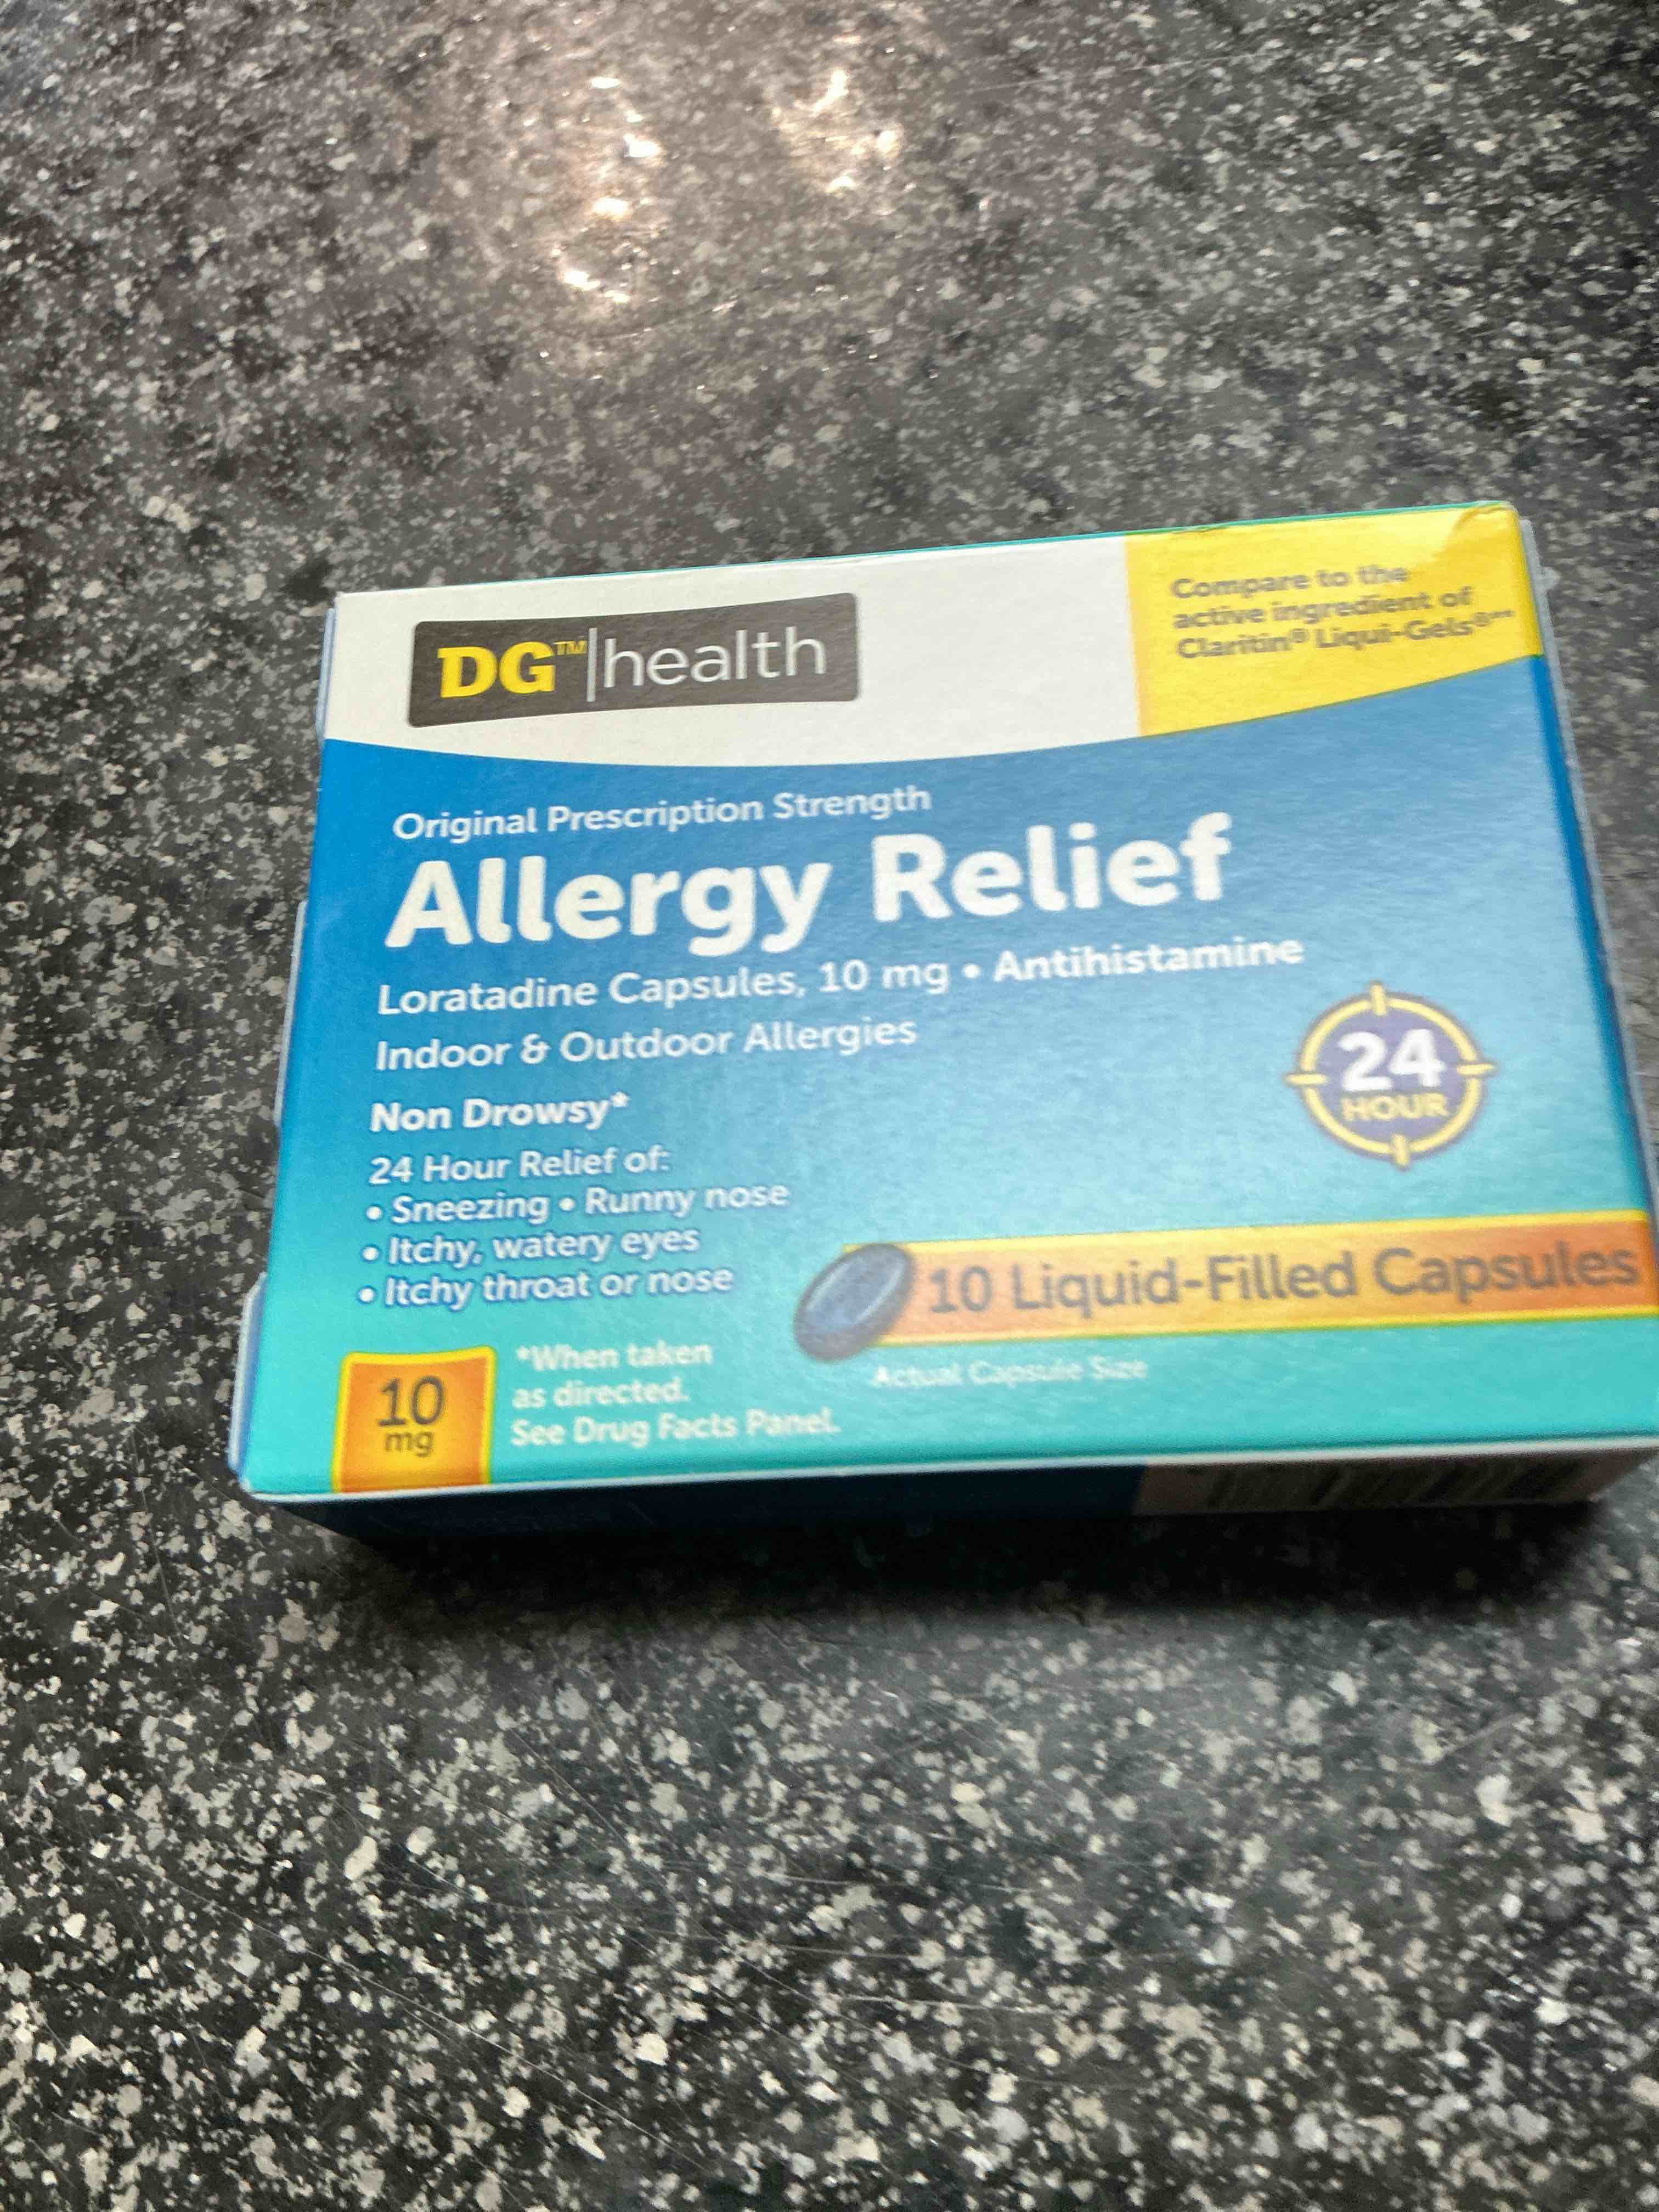 DG™|health
Compare to the
active ingredient of
Claritin® Liqui-Gels®**
Original Prescription Strength
Allergy Relief
Loratadine Capsules, 10 mg • Antihistamine
Indoor & Outdoor Allergies
Non Drowsy*
24 Hour Relief of:
• Sneezing • Runny nose
• Itchy, watery eyes
• Itchy throat or nose
24
HOUR
10 Liquid-Filled Capsules
Actual Capsule Size
10
mg
*When taken
as directed.
See Drug Facts Panel.